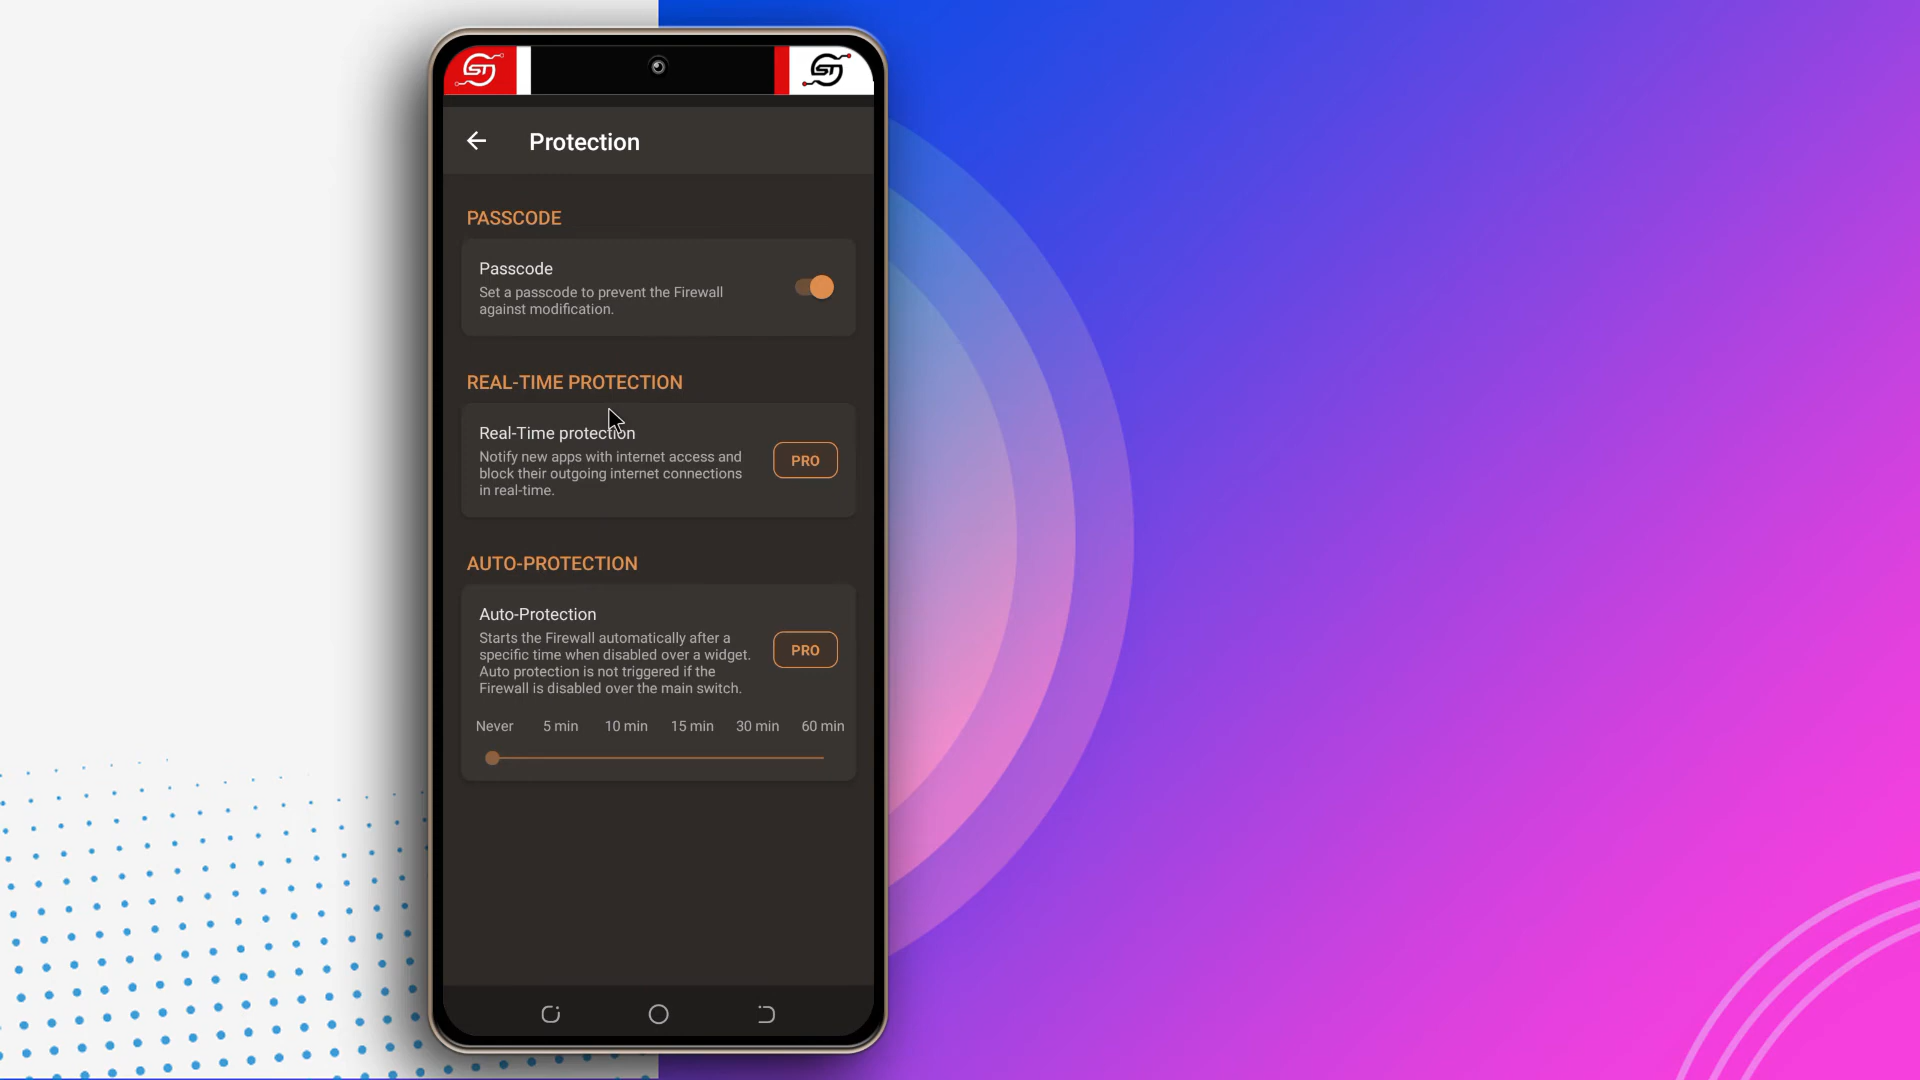 ST
ST
Protection
PASSCODE
Passcode
Set a passcode to prevent the Firewall
against modification.
REAL-TIME PROTECTION
Real-Time protection
Notify new apps with internet access and
block their outgoing internet connections
in real-time.
PRO
AUTO-PROTECTION
Auto-Protection
Starts the Firewall automatically after a
specific time when disabled over a widget.
Auto protection is not triggered if the
Firewall is disabled over the main switch.
PRO
Never 5 min 10 min 15 min 30 min 60 min